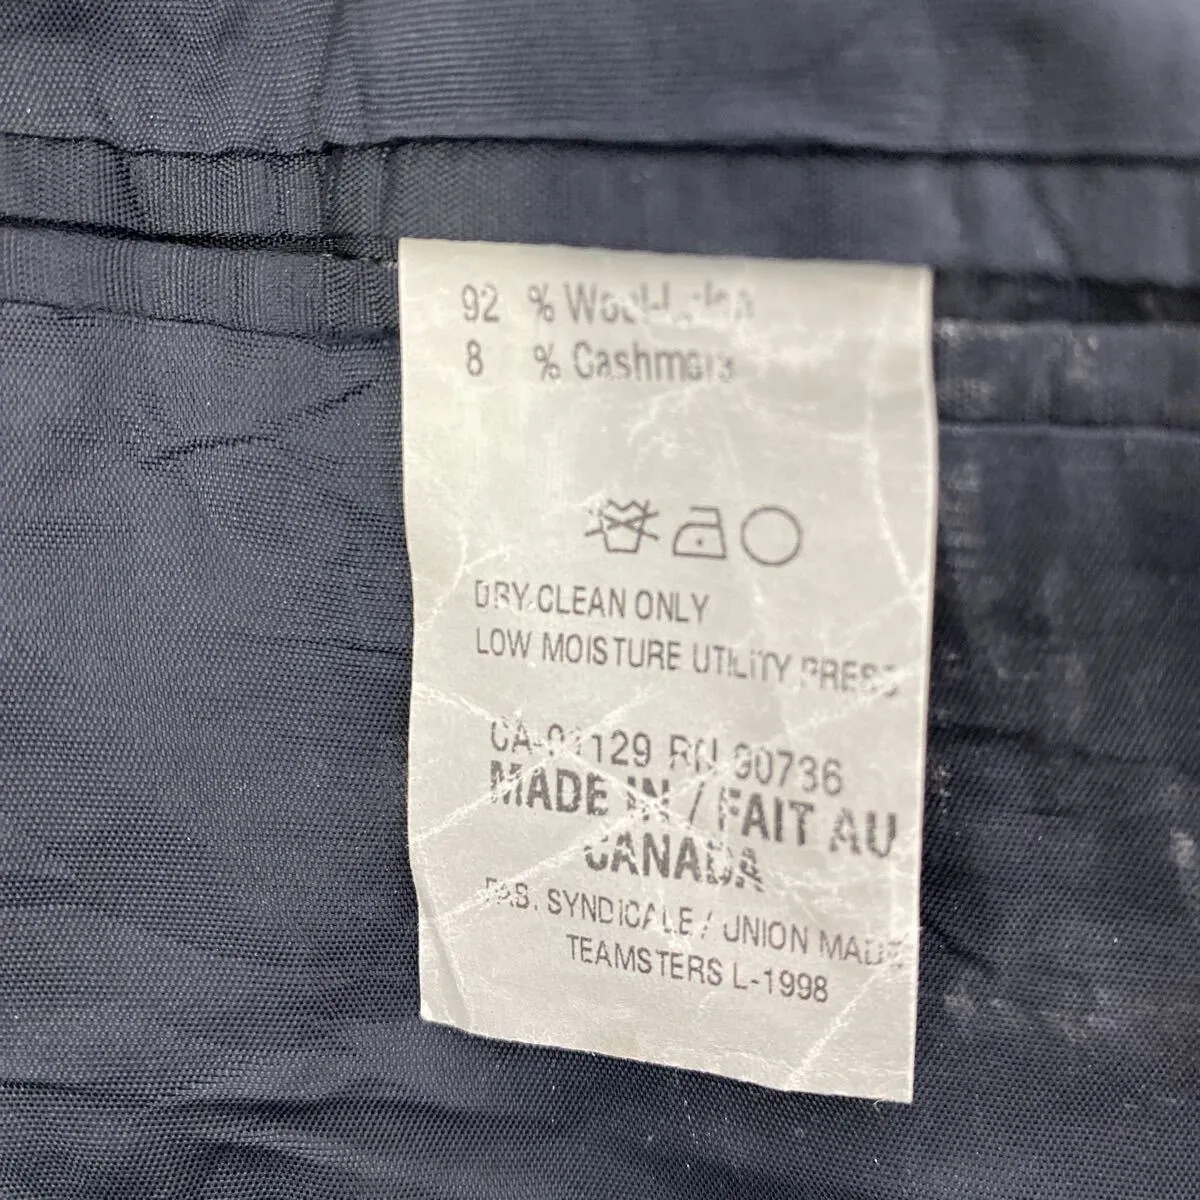 92 % Wool-Laine
8 % Cashmere
DRY CLEAN ONLY
LOW MOISTURE UTILITY PRESS
CA-01129 RN 90736
MADE IN / FAIT AU
CANADA
FAB. SYNDICALE / UNION MADE
TEAMSTERS L-1998